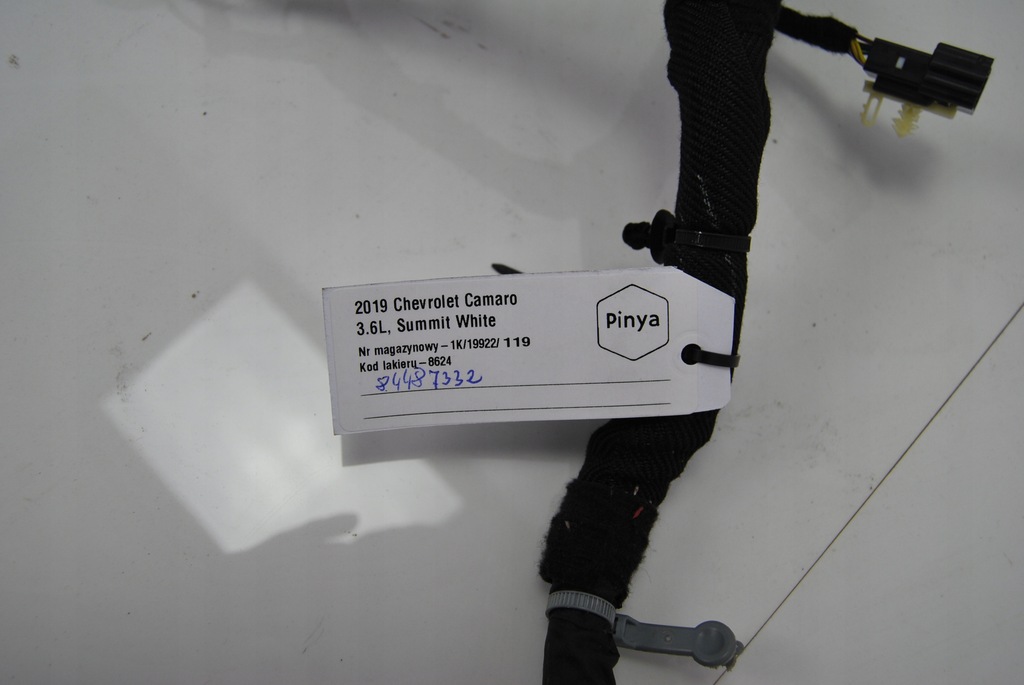 2019 Chevrolet Camaro
3.6L, Summit White
Nr magazynowy – 1K/19922/ 119
Kod lakieru – 8624
84487332
Pinya